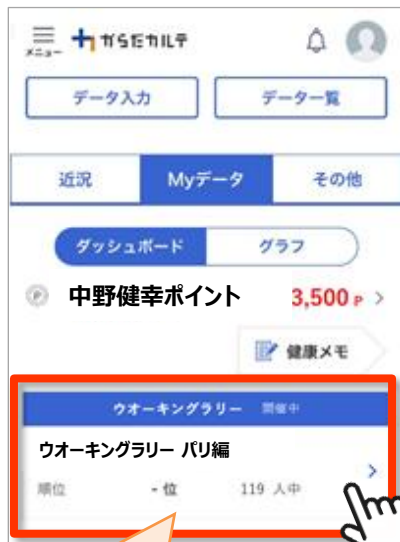 メニュー からだカルテ
データ入力 データ一覧
近況 Myデータ その他
ダッシュボード グラフ
P 中野健幸ポイント 3,500 P
健康メモ
ウオーキングラリー 開催中
ウオーキングラリー パリ編
順位 - 位 119 人中